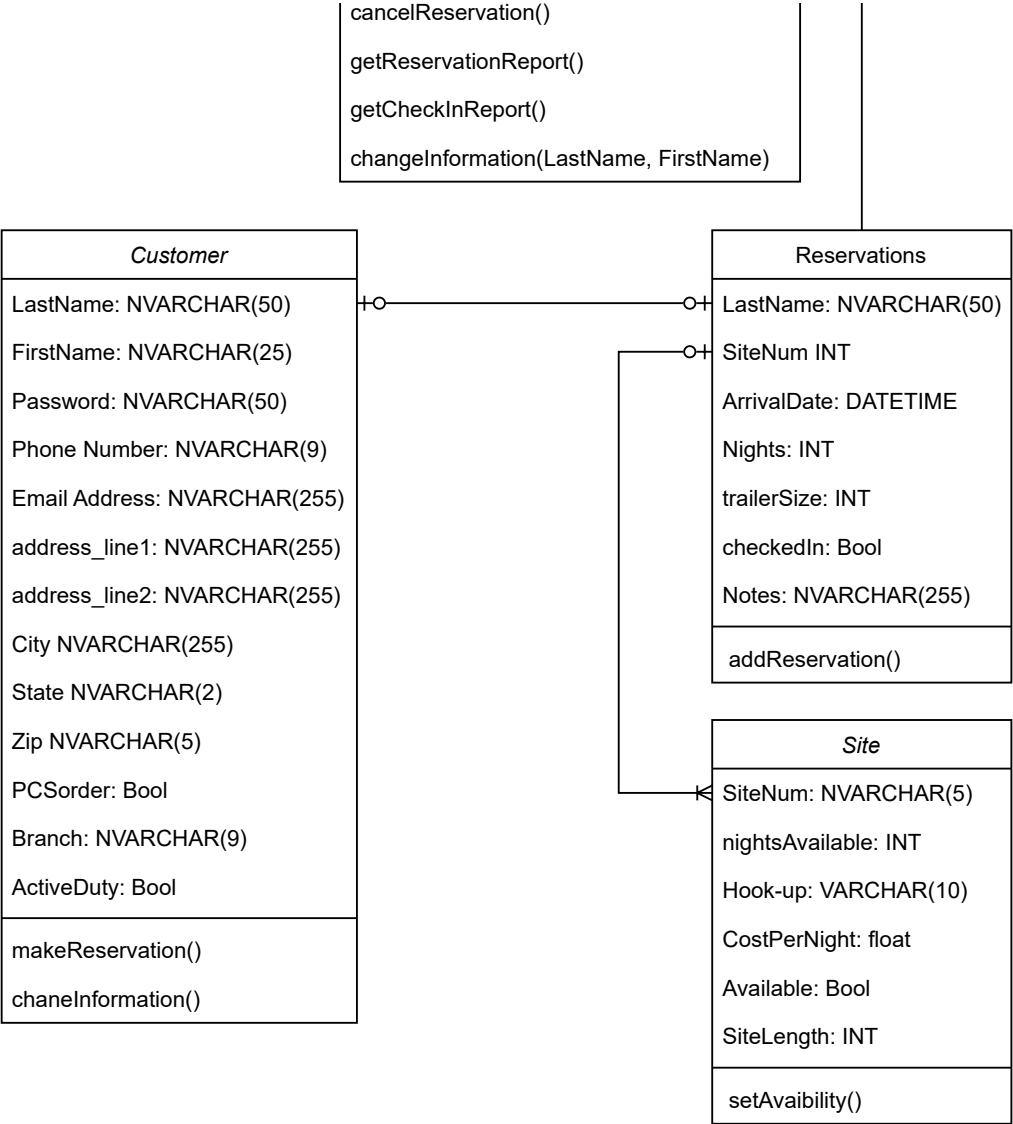 cancelReservation()
getReservationReport()
getCheckInReport()
changeInformation(LastName, FirstName)
Customer
LastName: NVARCHAR(50)
FirstName: NVARCHAR(25)
Password: NVARCHAR(50)
Phone Number: NVARCHAR(9)
Email Address: NVARCHAR(255)
address_line1: NVARCHAR(255)
address_line2: NVARCHAR(255)
City NVARCHAR(255)
State NVARCHAR(2)
Zip NVARCHAR(5)
PCSorder: Bool
Branch: NVARCHAR(9)
ActiveDuty: Bool
makeReservation()
chaneInformation()
Reservations
LastName: NVARCHAR(50)
SiteNum INT
ArrivalDate: DATETIME
Nights: INT
trailerSize: INT
checkedIn: Bool
Notes: NVARCHAR(255)
addReservation()
Site
SiteNum: NVARCHAR(5)
nightsAvailable: INT
Hook-up: VARCHAR(10)
CostPerNight: float
Available: Bool
SiteLength: INT
setAvaibility()